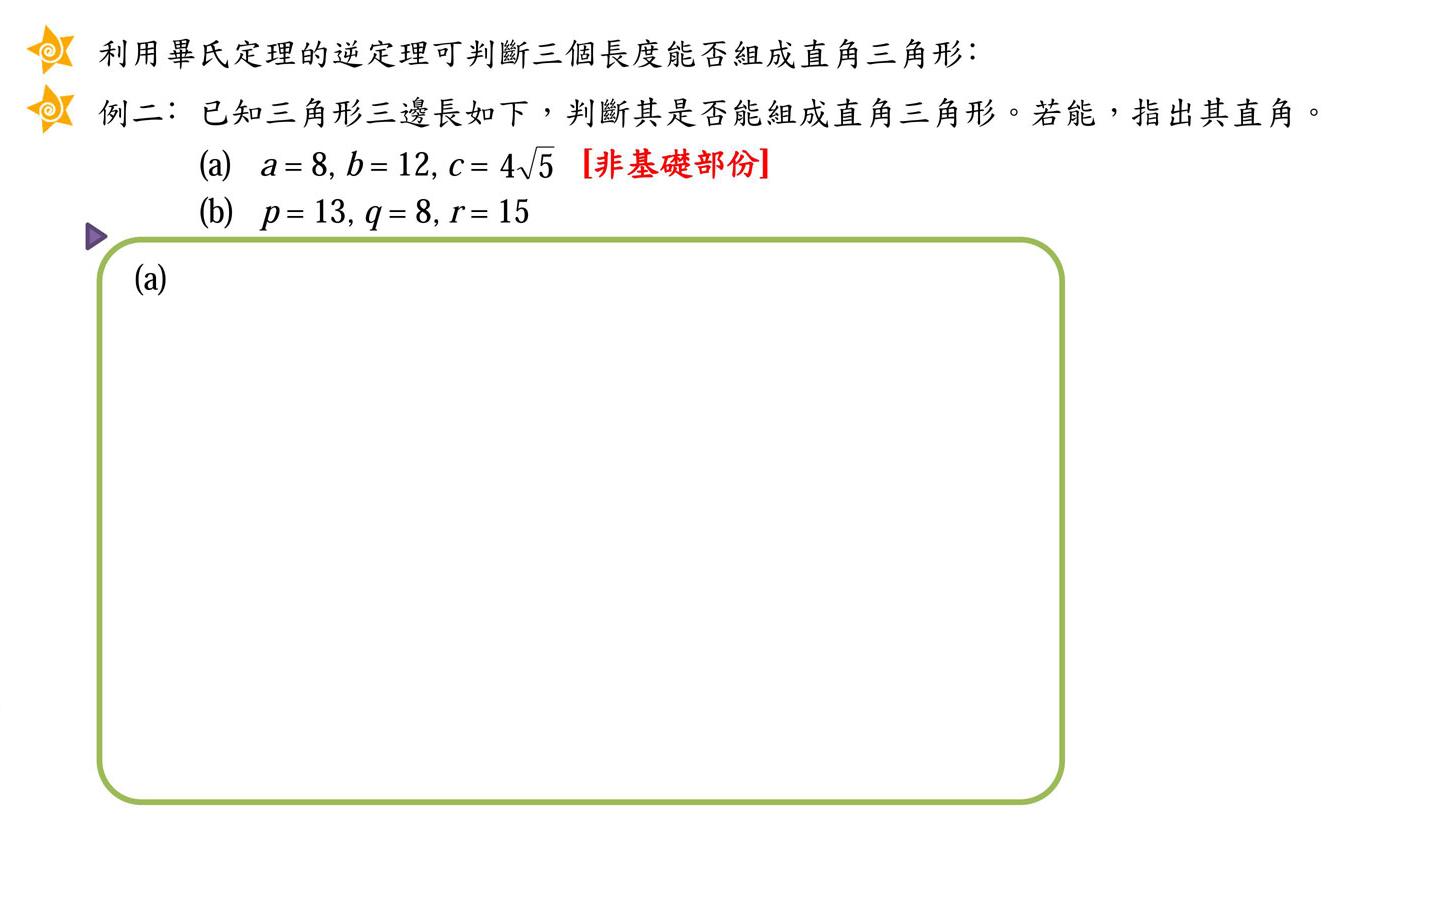 利用畢氏定理的逆定理可判斷三個長度能否組成直角三角形：
例二： 已知三角形三邊長如下，判斷其是否能組成直角三角形。若能，指出其直角。
(a) a = 8, b = 12, c = 4√5 [非基礎部份]
(b) p = 13, q = 8, r = 15
(a)